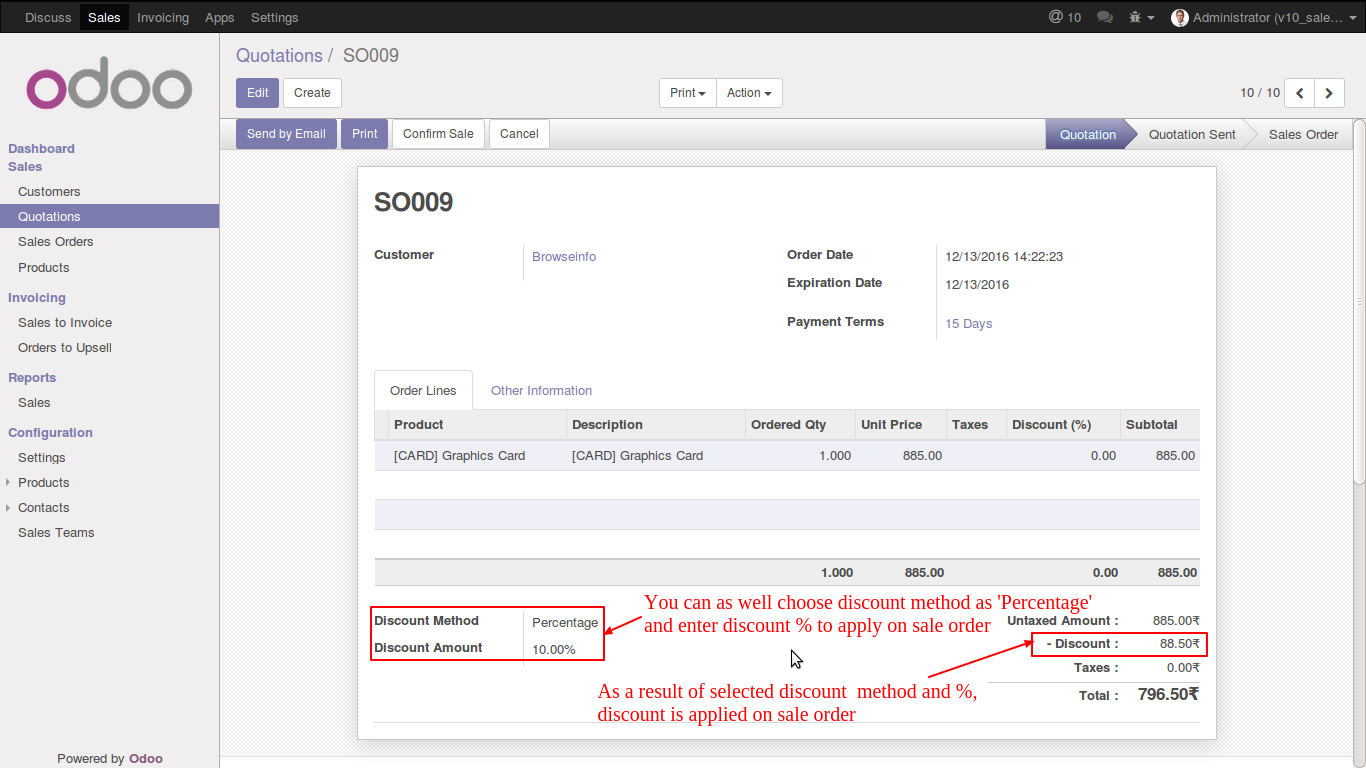 Discuss Sales Invoicing Apps Settings @ 10 Administrator (v10_sale...
odoo
Quotations / SO009
Edit Create Print Action 10 / 10
Send by Email Print Confirm Sale Cancel Quotation Quotation Sent Sales Order
Dashboard
Sales
Customers
Quotations
Sales Orders
Products
Invoicing
Sales to Invoice
Orders to Upsell
Reports
Sales
Configuration
Settings
Products
Contacts
Sales Teams
Powered by Odoo
SO009
Customer Browseinfo
Order Date 12/13/2016 14:22:23
Expiration Date 12/13/2016
Payment Terms 15 Days
Order Lines Other Information
Product Description Ordered Qty Unit Price Taxes Discount (%) Subtotal
[CARD] Graphics Card [CARD] Graphics Card 1.000 885.00 0.00 885.00
1.000 885.00 0.00 885.00
Discount Method Percentage
Discount Amount 10.00%
You can as well choose discount method as 'Percentage'
and enter discount % to apply on sale order
Untaxed Amount : 885.00₹
- Discount : 88.50₹
Taxes : 0.00₹
Total : 796.50₹
As a result of selected discount  method and %,
discount is applied on sale order